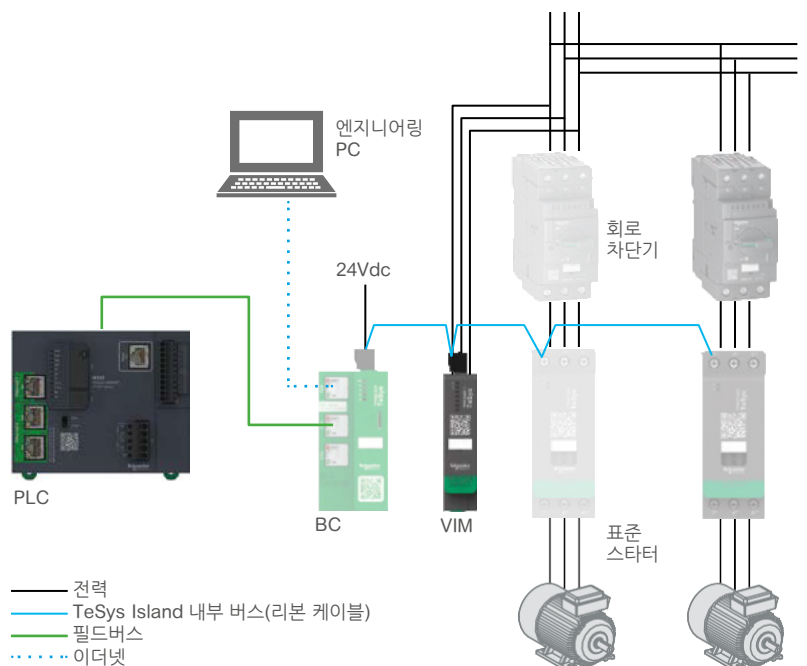 엔지니어링
PC
24Vdc
회로
차단기
PLC
BC
VIM
표준
스타터
전력
TeSys Island 내부 버스(리본 케이블)
필드버스
이더넷